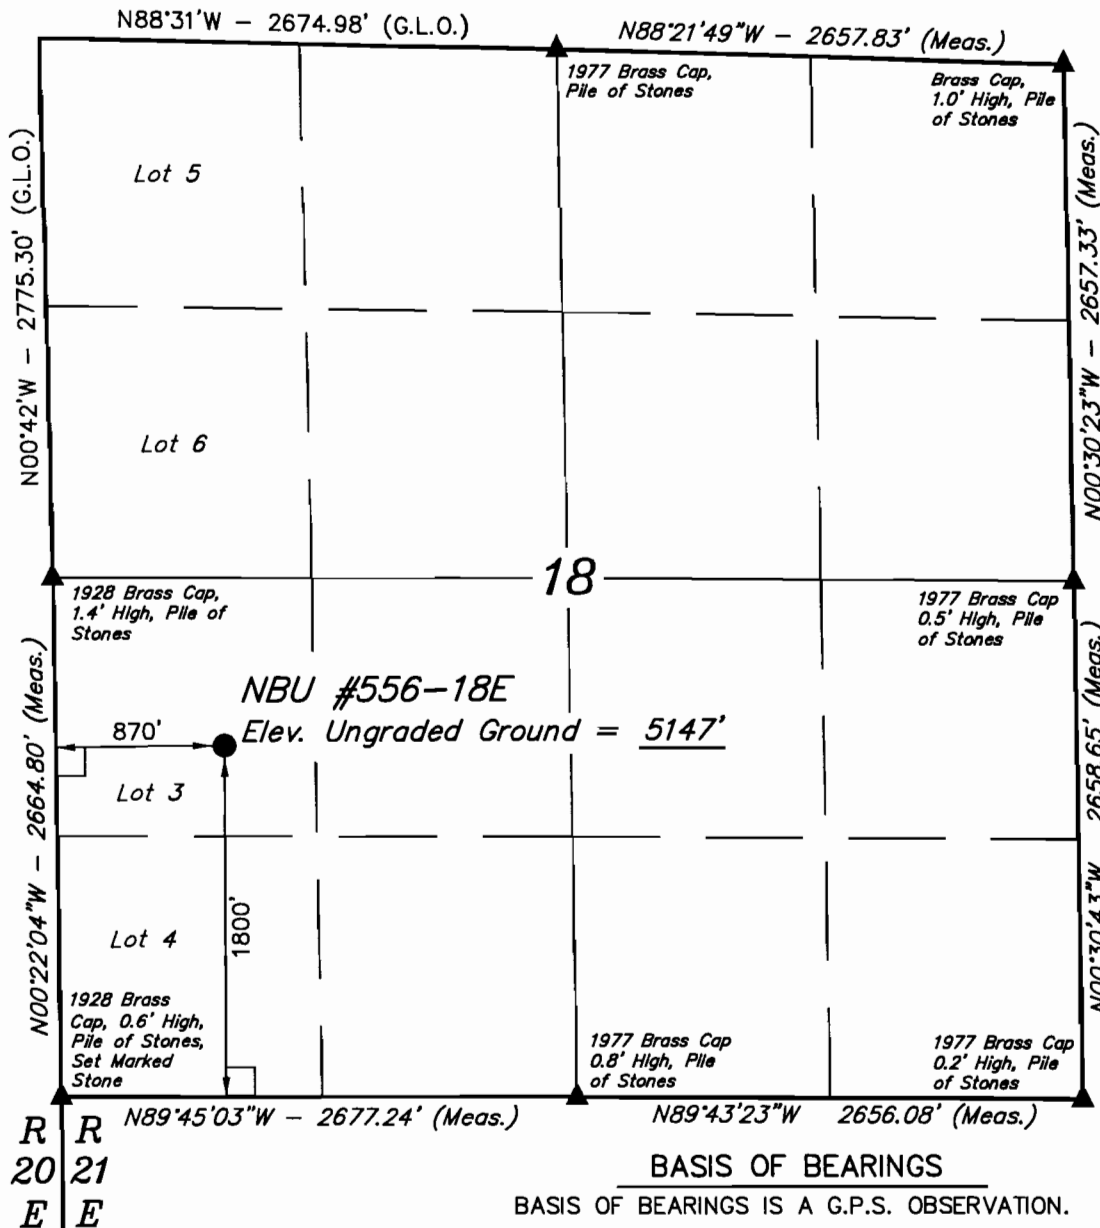 N88°31'W - 2674.98' (G.L.O.)
N88°21'49"W - 2657.83' (Meas.)
1977 Brass Cap,
Pile of Stones
Brass Cap,
1.0' High, Pile
of Stones
N00°42'W - 2775.30' (G.L.O.)
Lot 5
N00°30'23"W - 2657.33' (Meas.)
Lot 6
18
1928 Brass Cap,
1.4' High, Pile of
Stones
1977 Brass Cap
0.5' High, Pile
of Stones
N00°22'04"W - 2664.80' (Meas.)
NBU #556-18E
Elev. Ungraded Ground = 5147'
870'
Lot 3
N00°30'43"W 2658.65' (Meas.)
1800'
Lot 4
1928 Brass
Cap, 0.6' High,
Pile of Stones,
Set Marked
Stone
1977 Brass Cap
0.8' High, Pile
of Stones
1977 Brass Cap
0.2' High, Pile
of Stones
N89°45'03"W - 2677.24' (Meas.)
N89°43'23"W 2656.08' (Meas.)
R R
20 21
E E
BASIS OF BEARINGS
BASIS OF BEARINGS IS A G.P.S. OBSERVATION.